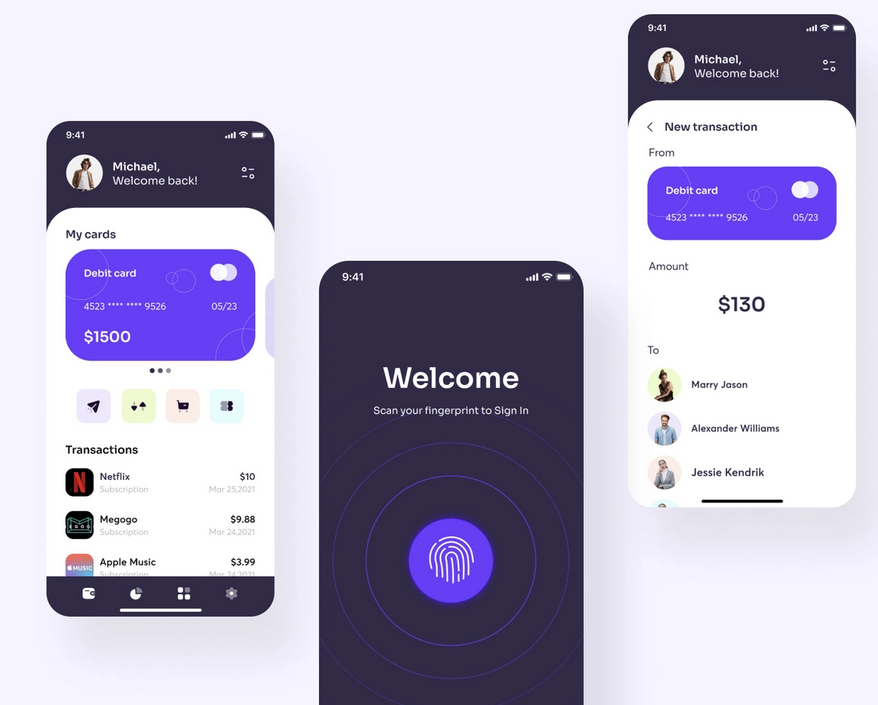 9:41
Michael,
Welcome back!
My cards
Debit card
4523 **** **** 9526 05/23
$1500
Transactions
Netflix $10
Subscription Mar 25,2021
Megogo $9.88
Subscription Mar 24,2021
MUSIC
Apple Music $3.99
Subscription Mar 24,2021
9:41
Welcome
Scan your fingerprint to Sign In
9:41
Michael,
Welcome back!
New transaction
From
Debit card
4523 **** **** 9526 05/23
Amount
$130
To
Marry Jason
Alexander Williams
Jessie Kendrik